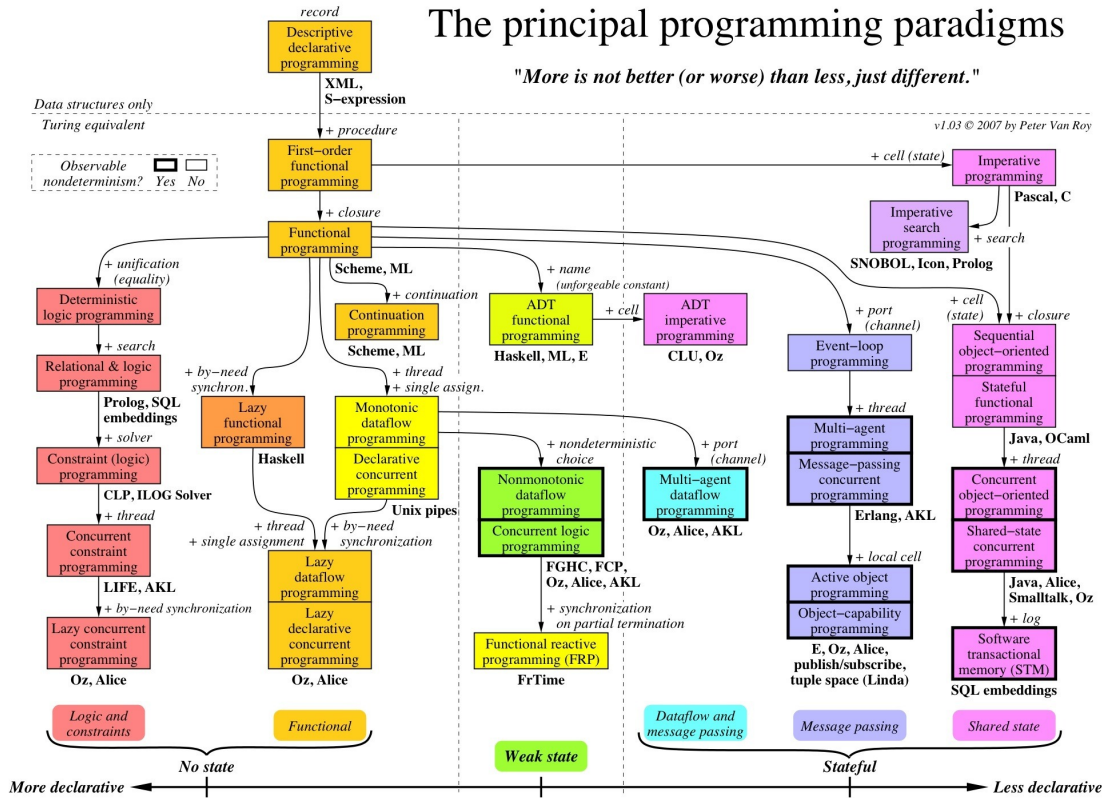 The principal programming paradigms
"More is not better (or worse) than less, just different."
record
Descriptive
declarative
programming
XML,
S−expression
Data structures only
Turing equivalent
v1.03 © 2007 by Peter Van Roy
+ procedure
Observable
nondeterminism?
Yes
No
First−order
functional
programming
+ cell (state)
Imperative
programming
Pascal, C
Imperative
search
programming
+ search
SNOBOL, Icon, Prolog
+ closure
Functional
programming
Scheme, ML
+ unification
(equality)
Deterministic
logic programming
+ search
Relational & logic
programming
Prolog, SQL
embeddings
+ solver
Constraint (logic)
programming
CLP, ILOG Solver
+ thread
Concurrent
constraint
programming
LIFE, AKL
+ by−need synchronization
Lazy concurrent
constraint
programming
Oz, Alice
+ continuation
Continuation
programming
Scheme, ML
+ by−need
synchron.
Lazy
functional
programming
Haskell
+ thread
+ single assign.
Monotonic
dataflow
programming
Declarative
concurrent
programming
Unix pipes
+ thread
+ single assignment
+ by−need
synchronization
Lazy
dataflow
programming
Lazy
declarative
concurrent
programming
Oz, Alice
+ name
(unforgeable constant)
ADT
functional
programming
Haskell, ML, E
+ cell
ADT
imperative
programming
CLU, Oz
+ nondeterministic
choice
Nonmonotonic
dataflow
programming
Concurrent logic
programming
FGHC, FCP,
Oz, Alice, AKL
+ synchronization
on partial termination
Functional reactive
programming (FRP)
FrTime
+ port
(channel)
Multi−agent
dataflow
programming
Oz, Alice, AKL
+ port
(channel)
Event−loop
programming
+ thread
Multi−agent
programming
Message−passing
concurrent
programming
Erlang, AKL
+ local cell
Active object
programming
Object−capability
programming
E, Oz, Alice,
publish/subscribe,
tuple space (Linda)
+ cell
(state)
+ closure
Sequential
object−oriented
programming
Stateful
functional
programming
Java, OCaml
+ thread
Concurrent
object−oriented
programming
Shared−state
concurrent
programming
Java, Alice,
Smalltalk, Oz
+ log
Software
transactional
memory (STM)
SQL embeddings
Logic and
constraints
Functional
Dataflow and
message passing
Message passing
Shared state
No state
Weak state
Stateful
More declarative
Less declarative